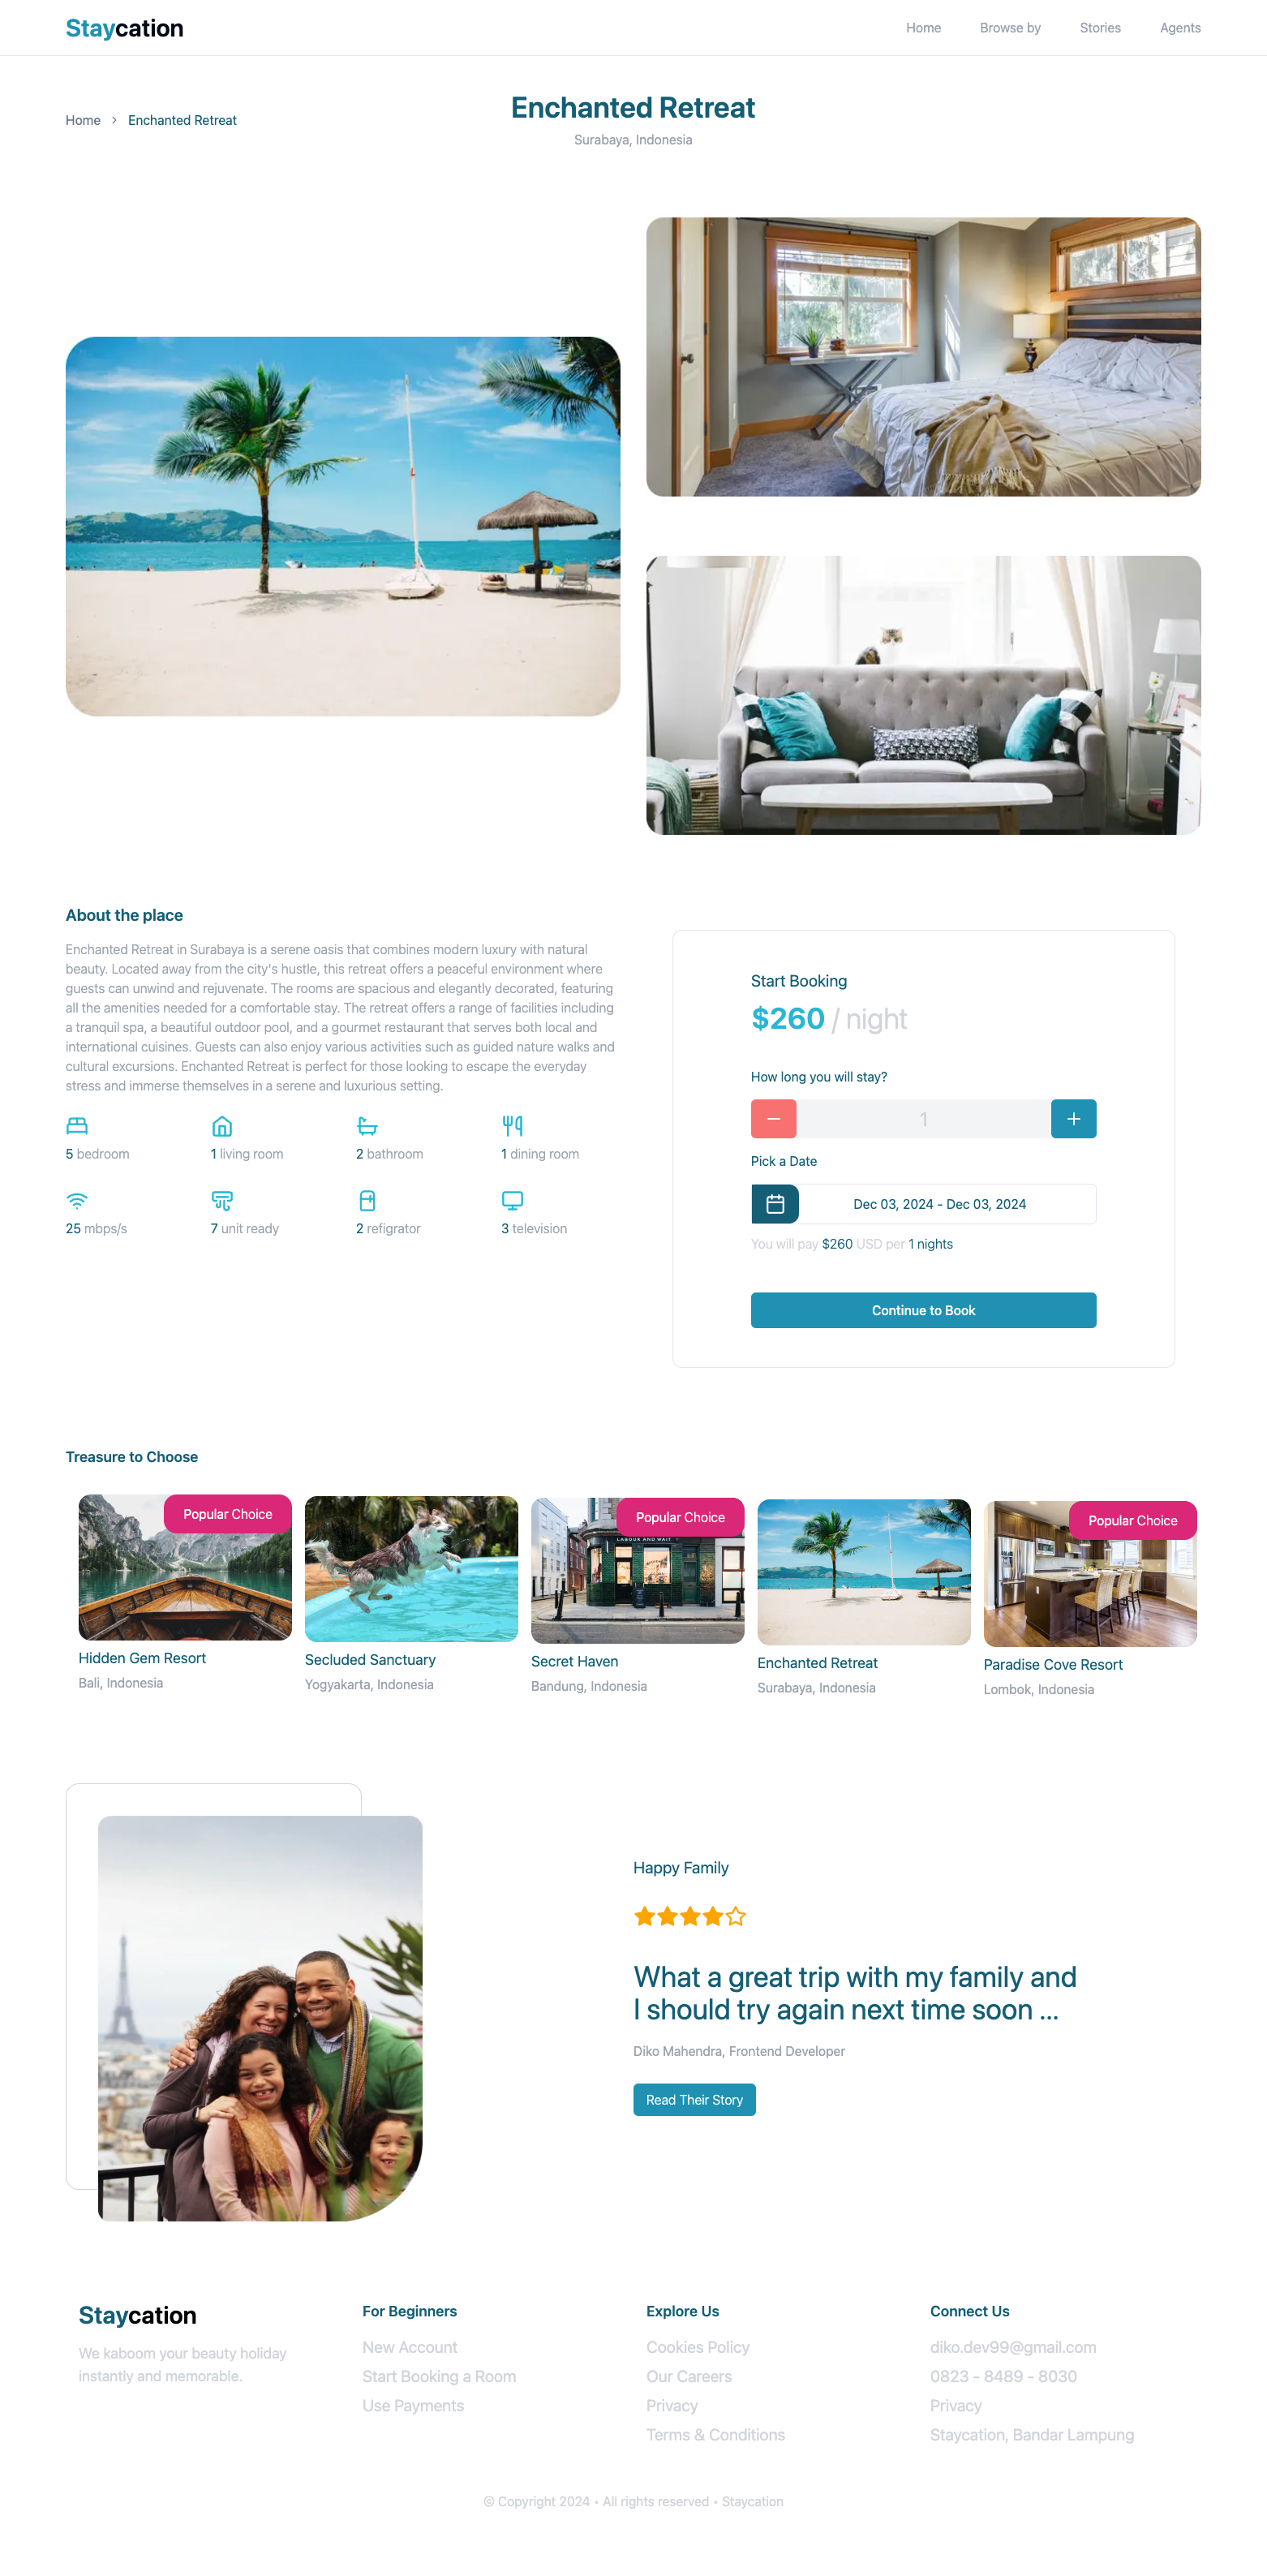 Staycation
Home
Browse by
Stories
Agents
Home > Enchanted Retreat
Enchanted Retreat
Surabaya, Indonesia
About the place
Enchanted Retreat in Surabaya is a serene oasis that combines modern luxury with natural
beauty. Located away from the city's hustle, this retreat offers a peaceful environment where
guests can unwind and rejuvenate. The rooms are spacious and elegantly decorated, featuring
all the amenities needed for a comfortable stay. The retreat offers a range of facilities including
a tranquil spa, a beautiful outdoor pool, and a gourmet restaurant that serves both local and
international cuisines. Guests can also enjoy various activities such as guided nature walks and
cultural excursions. Enchanted Retreat is perfect for those looking to escape the everyday
stress and immerse themselves in a serene and luxurious setting.
5 bedroom
1 living room
2 bathroom
1 dining room
25 mbps/s
7 unit ready
2 refigrator
3 television
Start Booking
$260 / night
How long you will stay?
1
Pick a Date
Dec 03, 2024 - Dec 03, 2024
You will pay $260 USD per 1 nights
Continue to Book
Treasure to Choose
Popular Choice
Hidden Gem Resort
Bali, Indonesia
Secluded Sanctuary
Yogyakarta, Indonesia
Popular Choice
LABOUR AND WAIT
Secret Haven
Bandung, Indonesia
Enchanted Retreat
Surabaya, Indonesia
Popular Choice
Paradise Cove Resort
Lombok, Indonesia
Happy Family
What a great trip with my family and
I should try again next time soon ...
Diko Mahendra, Frontend Developer
Read Their Story
Staycation
We kaboom your beauty holiday
instantly and memorable.
For Beginners
New Account
Start Booking a Room
Use Payments
Explore Us
Cookies Policy
Our Careers
Privacy
Terms & Conditions
Connect Us
diko.dev99@gmail.com
0823 - 8489 - 8030
Privacy
Staycation, Bandar Lampung
© Copyright 2024 • All rights reserved • Staycation